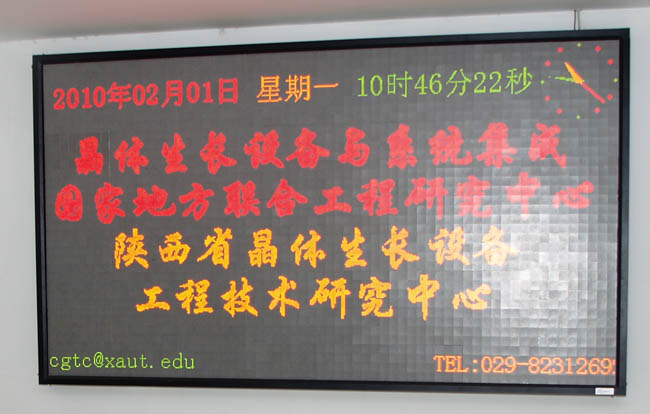 2010年02月01日 星期一 10时46分22秒
晶体生长设备与系统集成
国家地方联合工程研究中心
陕西省晶体生长设备
工程技术研究中心
cgtc@xaut.edu TEL:029-8231269